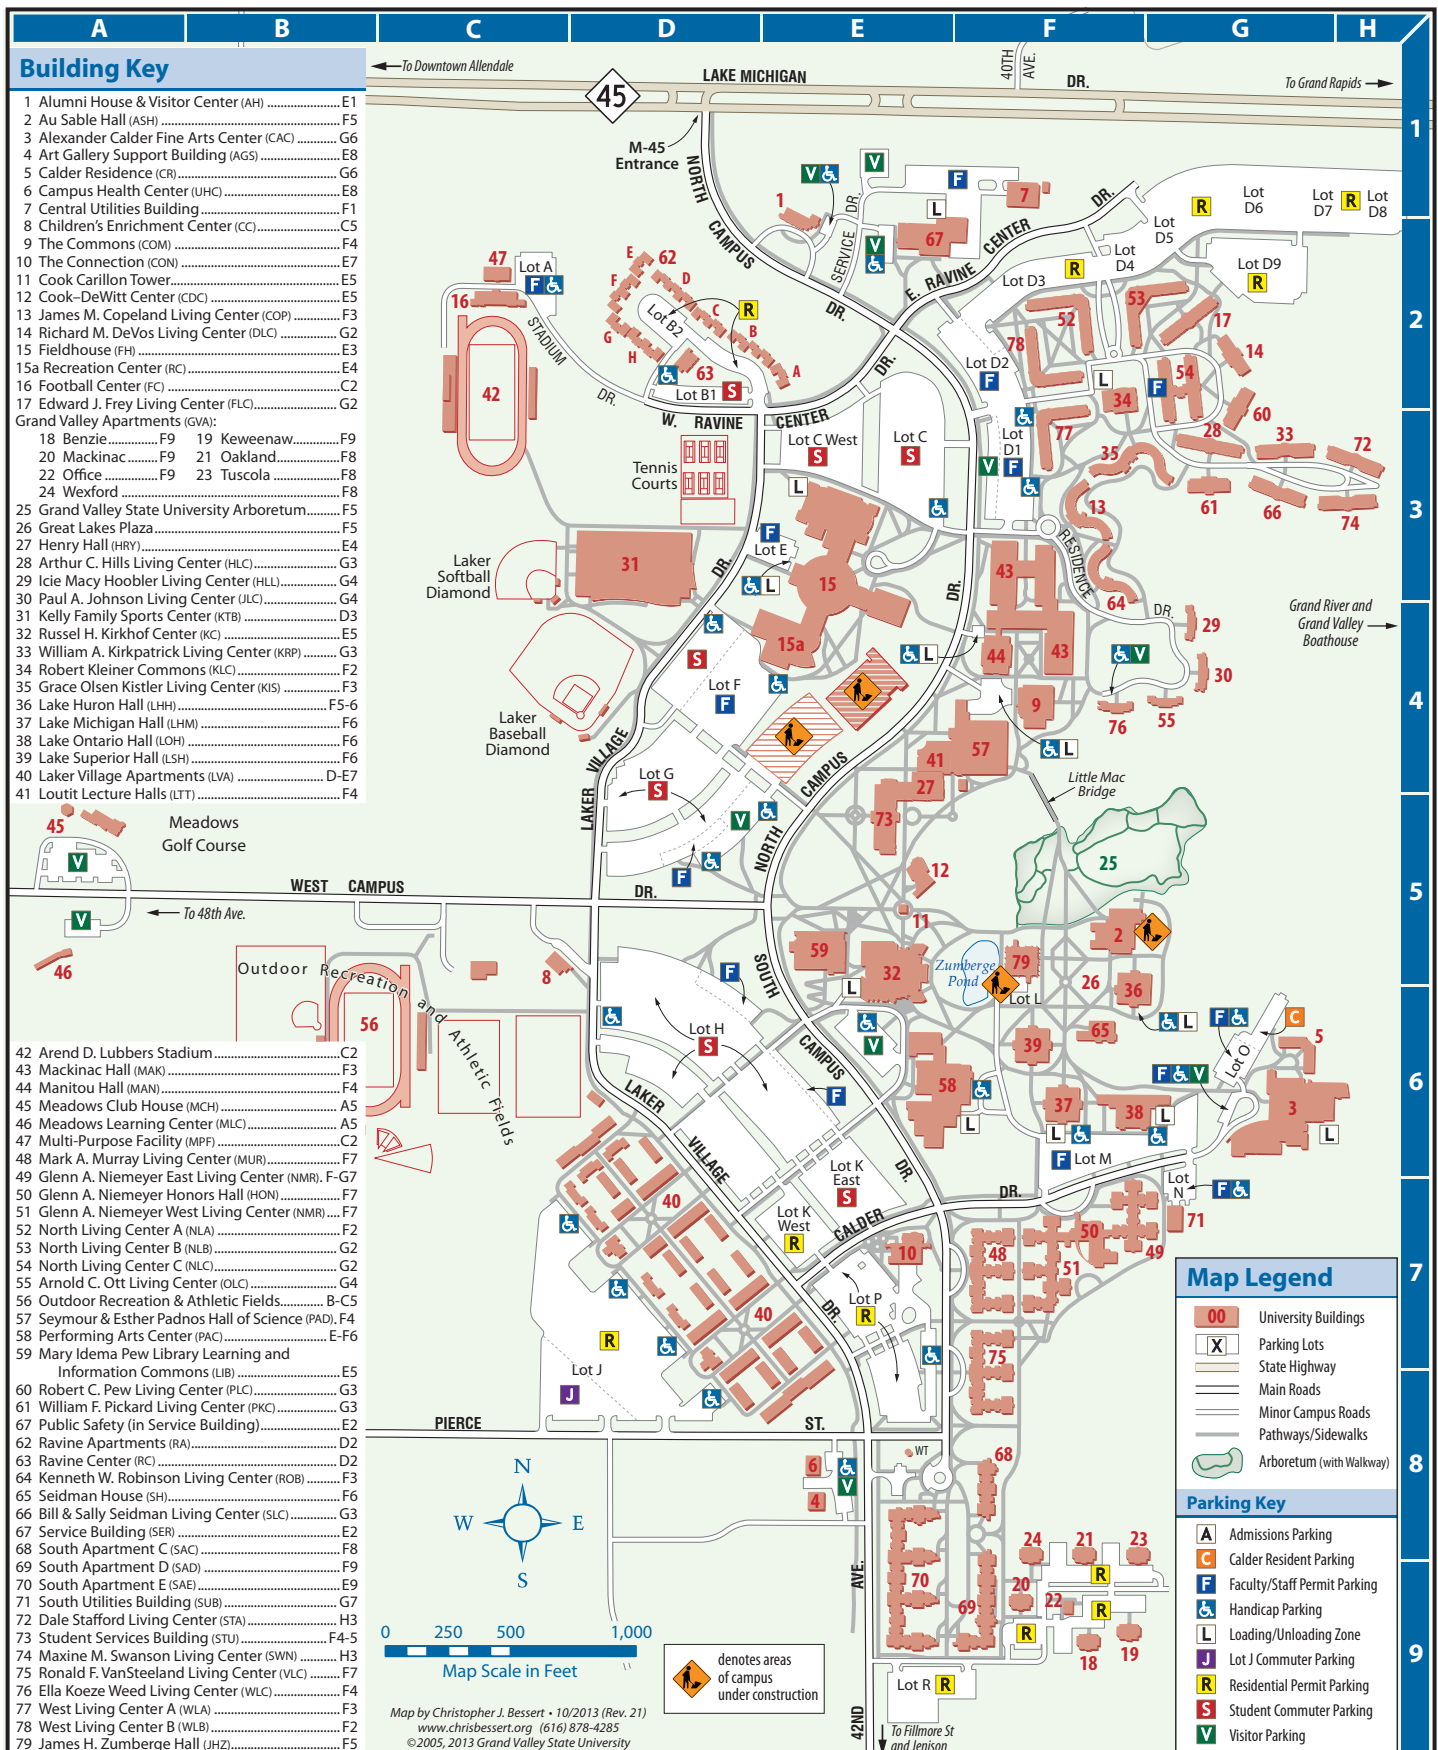 A B C D E F G H
Building Key
1 Alumni House & Visitor Center (AH) E1
2 Au Sable Hall (ASH) F5
3 Alexander Calder Fine Arts Center (CAC) G6
4 Art Gallery Support Building (AGS) E8
5 Calder Residence (CR) G6
6 Campus Health Center (UHC) E8
7 Central Utilities Building F1
8 Children's Enrichment Center (CC) C5
9 The Commons (COM) F4
10 The Connection (CON) E7
11 Cook Carillon Tower E5
12 Cook–DeWitt Center (CDC) E5
13 James M. Copeland Living Center (COP) F3
14 Richard M. DeVos Living Center (DLC) G2
15 Fieldhouse (FH) E3
15a Recreation Center (RC) E4
16 Football Center (FC) C2
17 Edward J. Frey Living Center (FLC) G2
Grand Valley Apartments (GVA):
18 Benzie F9 19 Keweenaw F9
20 Mackinac F9 21 Oakland F8
22 Office F9 23 Tuscola F8
24 Wexford F8
25 Grand Valley State University Arboretum F5
26 Great Lakes Plaza F5
27 Henry Hall (HRY) E4
28 Arthur C. Hills Living Center (HLC) G3
29 Icie Macy Hoobler Living Center (HLL) G4
30 Paul A. Johnson Living Center (JLC) G4
31 Kelly Family Sports Center (KTB) D3
32 Russel H. Kirkhof Center (KC) E5
33 William A. Kirkpatrick Living Center (KRP) G3
34 Robert Kleiner Commons (KLC) F2
35 Grace Olsen Kistler Living Center (KIS) F3
36 Lake Huron Hall (LHH) F5-6
37 Lake Michigan Hall (LHM) F6
38 Lake Ontario Hall (LOH) F6
39 Lake Superior Hall (LSH) F6
40 Laker Village Apartments (LVA) D-E7
41 Loutit Lecture Halls (LTT) F4
42 Arend D. Lubbers Stadium C2
43 Mackinac Hall (MAK) F3
44 Manitou Hall (MAN) F4
45 Meadows Club House (MCH) A5
46 Meadows Learning Center (MLC) A5
47 Multi-Purpose Facility (MPF) C2
48 Mark A. Murray Living Center (MUR) F7
49 Glenn A. Niemeyer East Living Center (NMR). F-G7
50 Glenn A. Niemeyer Honors Hall (HON) F7
51 Glenn A. Niemeyer West Living Center (NMR) F7
52 North Living Center A (NLA) F2
53 North Living Center B (NLB) G2
54 North Living Center C (NLC) G2
55 Arnold C. Ott Living Center (OLC) G4
56 Outdoor Recreation & Athletic Fields B-C5
57 Seymour & Esther Padnos Hall of Science (PAD). F4
58 Performing Arts Center (PAC) E-F6
59 Mary Idema Pew Library Learning and
Information Commons (LIB) E5
60 Robert C. Pew Living Center (PLC) G3
61 William F. Pickard Living Center (PKC) G3
67 Public Safety (in Service Building) E2
62 Ravine Apartments (RA) D2
63 Ravine Center (RC) D2
64 Kenneth W. Robinson Living Center (ROB) F3
65 Seidman House (SH) F6
66 Bill & Sally Seidman Living Center (SLC) G3
67 Service Building (SER) E2
68 South Apartment C (SAC) F8
69 South Apartment D (SAD) F9
70 South Apartment E (SAE) E9
71 South Utilities Building (SUB) G7
72 Dale Stafford Living Center (STA) H3
73 Student Services Building (STU) F4-5
74 Maxine M. Swanson Living Center (SWN) H3
75 Ronald F. VanSteeland Living Center (VLC) F7
76 Ella Koeze Weed Living Center (WLC) F4
77 West Living Center A (WLA) F3
78 West Living Center B (WLB) F2
79 James H. Zumberge Hall (JHZ) F5
1
2
3
4
5
6
7
8
9
To Downtown Allendale
45
LAKE MICHIGAN DR.
40TH AVE.
To Grand Rapids
M-45
Entrance
NORTH CAMPUS DR.
SERVICE DR.
E. RAVINE CENTER DR.
W. RAVINE CENTER DR.
STADIUM DR.
Lot A
Lot B2
Lot B1
A
B
C
D
E
F
G
H
Lot C West
Lot C
Lot D1
Lot D2
Lot D3
Lot D4
Lot D5
Lot D6
Lot D7
Lot D8
Lot D9
Tennis
Courts
Laker
Softball
Diamond
Lot E
Lot F
Laker
Baseball
Diamond
Lot G
LAKER VILLAGE DR.
NORTH CAMPUS DR.
RESIDENCE DR.
Grand River and
Grand Valley
Boathouse
Little Mac
Bridge
Meadows
Golf Course
WEST CAMPUS DR.
To 48th Ave.
Outdoor Recreation and Athletic Fields
SOUTH CAMPUS DR.
Zumberge
Pond
Lot L
Lot H
Lot O
Lot M
Lot N
LAKER VILLAGE DR.
Lot K
East
Lot K
West
CALDER DR.
Lot P
Lot J
PIERCE ST.
WT
42ND AVE.
Lot R
To Fillmore St
and Jenison
N
W E
S
0 250 500 1,000
Map Scale in Feet
denotes areas
of campus
under construction
Map by Christopher J. Bessert • 10/2013 (Rev. 21)
www.chrisbessert.org (616) 878-4285
©2005, 2013 Grand Valley State University
Map Legend
00 University Buildings
X Parking Lots
State Highway
Main Roads
Minor Campus Roads
Pathways/Sidewalks
Arboretum (with Walkway)
Parking Key
A Admissions Parking
C Calder Resident Parking
F Faculty/Staff Permit Parking
Handicap Parking
L Loading/Unloading Zone
J Lot J Commuter Parking
R Residential Permit Parking
S Student Commuter Parking
V Visitor Parking